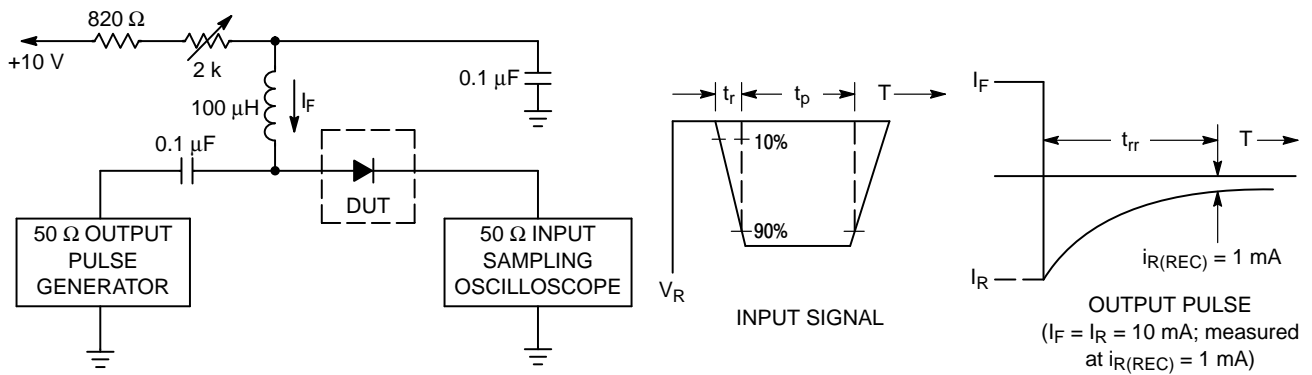 820 Ω
+10 V
2 k
0.1 µF
100 µH
I_F
0.1 µF
DUT
50 Ω OUTPUT
PULSE
GENERATOR
50 Ω INPUT
SAMPLING
OSCILLOSCOPE
t_r
t_p
T
10%
90%
V_R
INPUT SIGNAL
I_F
t_rr
T
i_R(REC) = 1 mA
I_R
OUTPUT PULSE
(I_F = I_R = 10 mA; measured
at i_R(REC) = 1 mA)